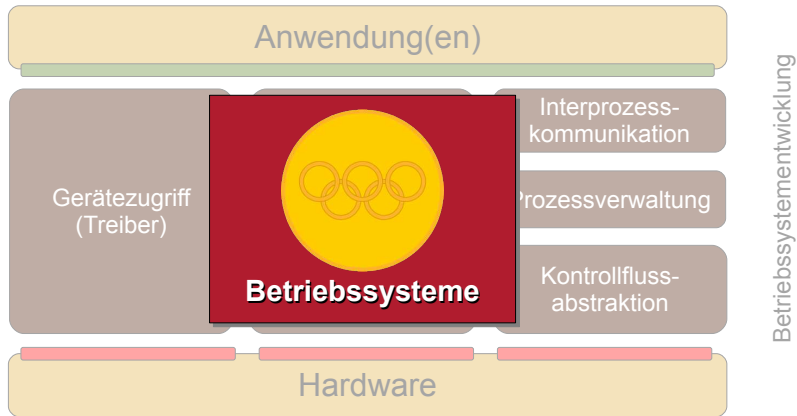 Anwendung(en)
Gerätezugriff
(Treiber)
Betriebssysteme
Interprozess-
kommunikation
Prozessverwaltung
Kontrollfluss-
abstraktion
Hardware
Betriebssystementwicklung